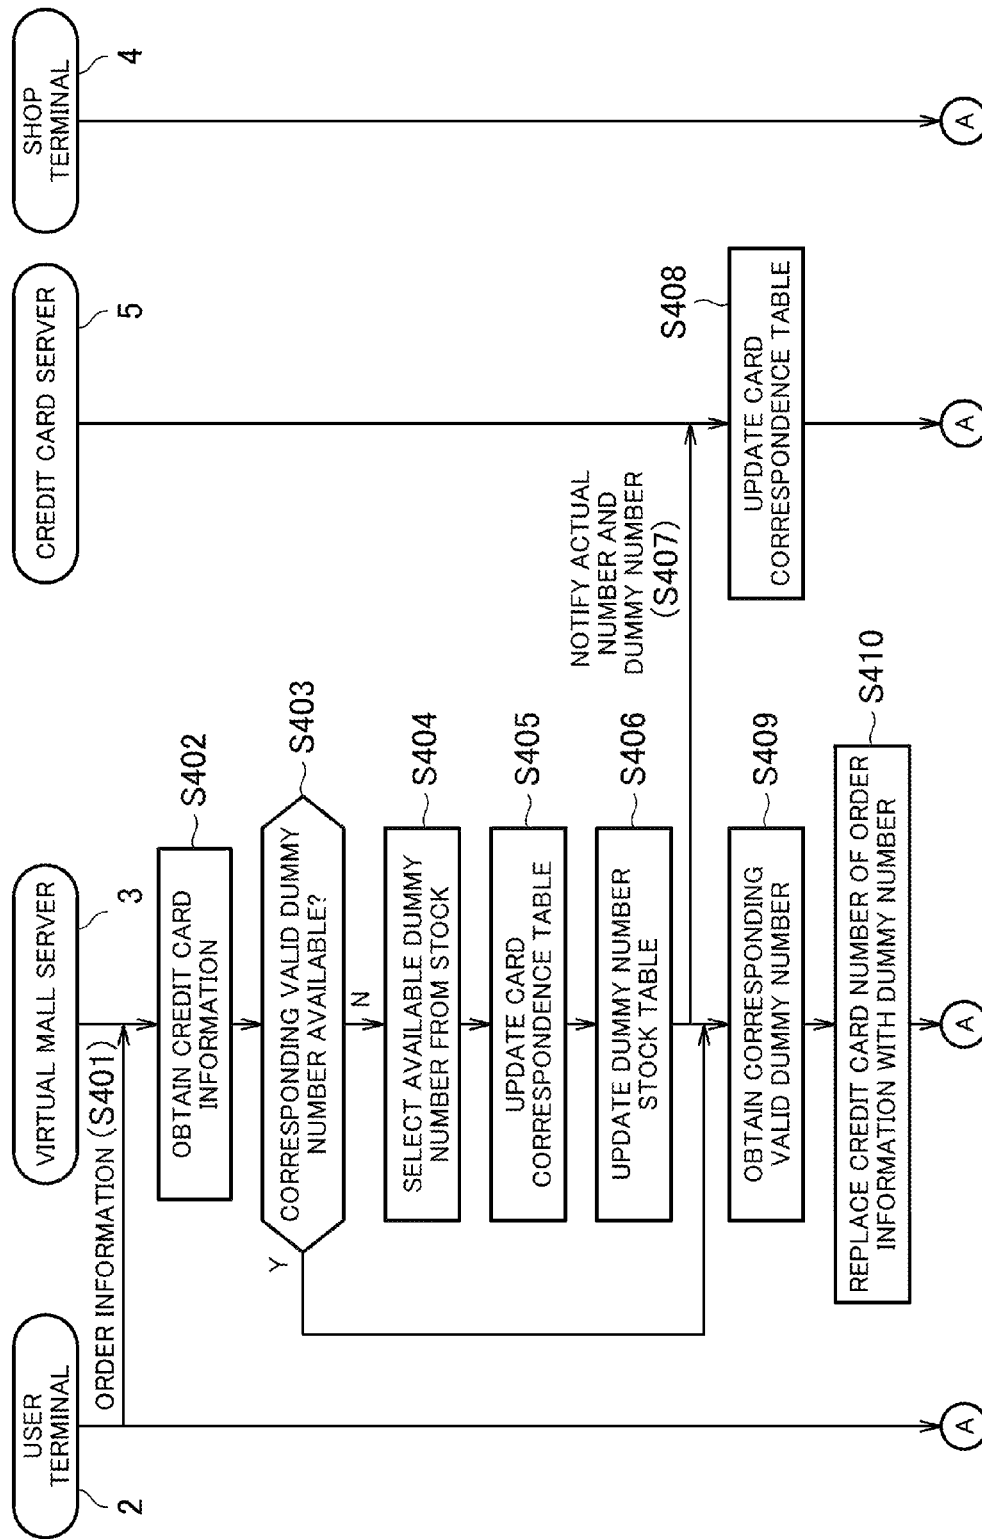 USER
TERMINAL
2
VIRTUAL MALL SERVER
3
CREDIT CARD SERVER
5
SHOP
TERMINAL
4
ORDER INFORMATION (S401)
OBTAIN CREDIT CARD
INFORMATION
S402
CORRESPONDING VALID DUMMY
NUMBER AVAILABLE?
S403
Y
N
SELECT AVAILABLE DUMMY
NUMBER FROM STOCK
S404
UPDATE CARD
CORRESPONDENCE TABLE
S405
UPDATE DUMMY NUMBER
STOCK TABLE
S406
NOTIFY ACTUAL
NUMBER AND
DUMMY NUMBER
(S407)
UPDATE CARD
CORRESPONDENCE TABLE
S408
OBTAIN CORRESPONDING
VALID DUMMY NUMBER
S409
REPLACE CREDIT CARD NUMBER OF ORDER
INFORMATION WITH DUMMY NUMBER
S410
A
A
A
A